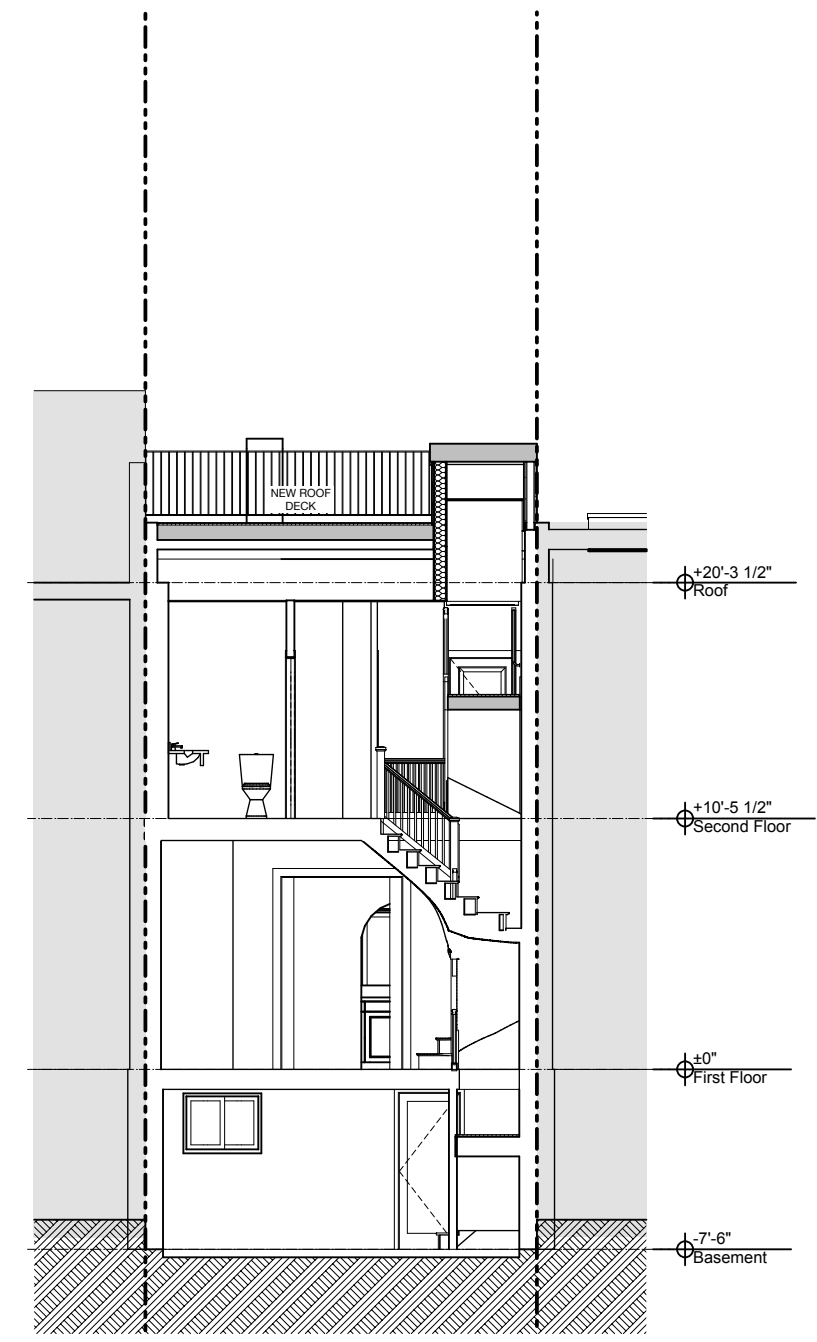 NEW ROOF
DECK
+20'-3 1/2"
Roof
+10'-5 1/2"
Second Floor
±0"
First Floor
-7'-6"
Basement